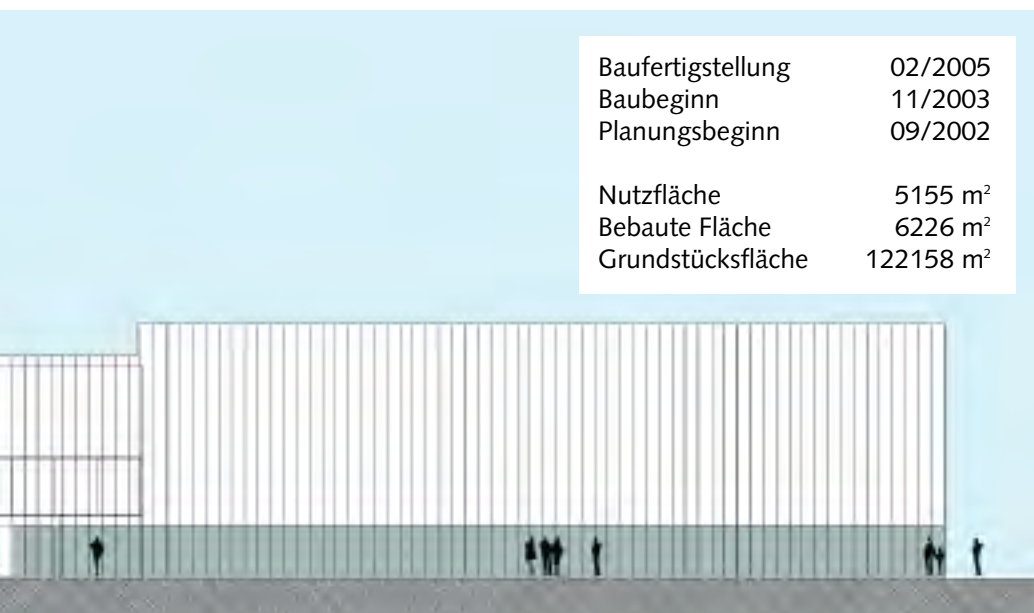 Baufertigstellung 02/2005
Baubeginn 11/2003
Planungsbeginn 09/2002
Nutzfläche 5155 m²
Bebaute Fläche 6226 m²
Grundstücksfläche 122158 m²